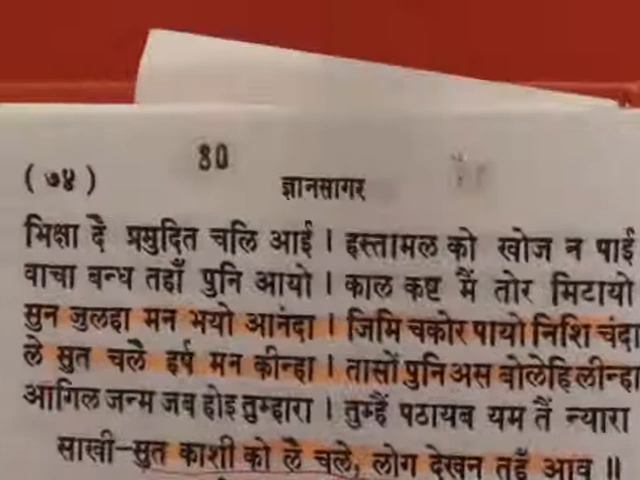 80
( ७४ ) ज्ञानसागर
भिक्षा दै प्रमुदित चलि आई । इस्तामल को खोज न पाई
वाचा बन्ध तहाँ पुनि आयो । काल कष्ट मैं तोर मिटायो
सुन जुलहा मन भयो आनंदा । जिमि चकोर पायो निशि चंदा
ले सुत चलै हर्ष मन कीन्हा । तासों पुनि अस बोलेहि लीन्हा
आगिल जन्म जब होइ तुम्हारा । तुम्हैं पठायब यम तैं न्यारा
साखी-सुत काशी को लै चले, लोग देखन तहँ आव ॥